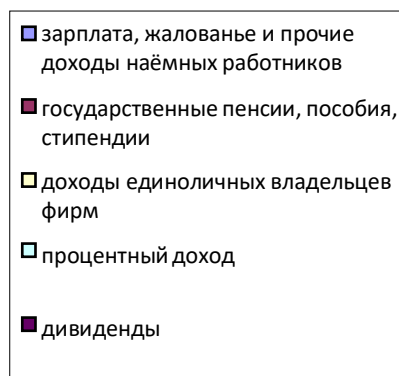 зарплата, жалованье и прочие
доходы наёмных работников
государственные пенсии, пособия,
стипендии
доходы единоличных владельцев
фирм
процентный доход
дивиденды